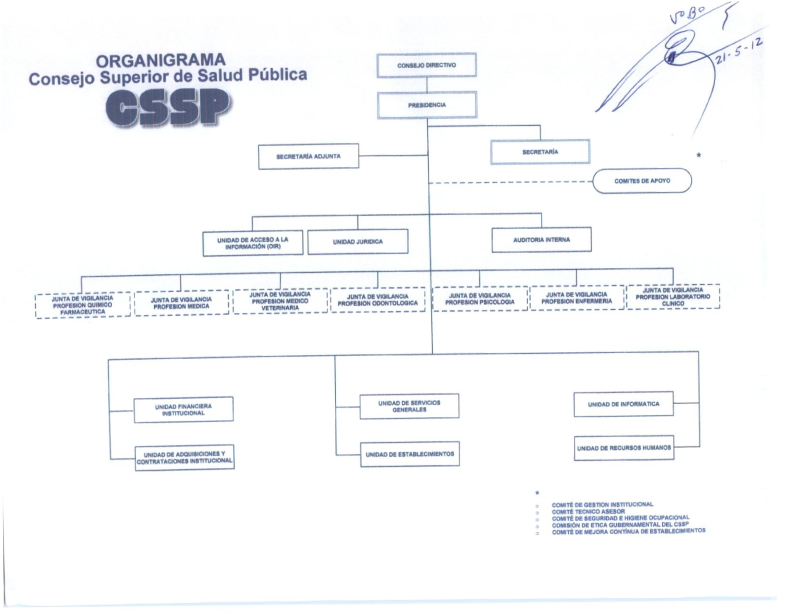 VoBo
21-5-12
ORGANIGRAMA
Consejo Superior de Salud Pública
CSSP
CONSEJO DIRECTIVO
PRESIDENCIA
SECRETARÍA ADJUNTA
SECRETARÍA
*
COMITES DE APOYO
UNIDAD DE ACCESO A LA
INFORMACIÓN (OIR)
UNIDAD JURIDICA
AUDITORIA INTERNA
JUNTA DE VIGILANCIA
PROFESION QUIMICO
FARMACEUTICA
JUNTA DE VIGILANCIA
PROFESION MEDICA
JUNTA DE VIGILANCIA
PROFESION MEDICO
VETERINARIA
JUNTA DE VIGILANCIA
PROFESION ODONTOLOGICA
JUNTA DE VIGILANCIA
PROFESION PSICOLOGIA
JUNTA DE VIGILANCIA
PROFESION ENFERMERIA
JUNTA DE VIGILANCIA
PROFESION LABORATORIO
CLINICO
UNIDAD FINANCIERA
INSTITUCIONAL
UNIDAD DE SERVICIOS
GENERALES
UNIDAD DE INFORMATICA
UNIDAD DE ADQUISICIONES Y
CONTRATACIONES INSTITUCIONAL
UNIDAD DE ESTABLECIMIENTOS
UNIDAD DE RECURSOS HUMANOS
*
COMITÉ DE GESTION INSTITUCIONAL
COMITÉ TECNICO ASESOR
COMITÉ DE SEGURIDAD E HIGIENE OCUPACIONAL
COMISIÓN DE ETICA GUBERNAMENTAL DEL CSSP
COMITÉ DE MEJORA CONTÍNUA DE ESTABLECIMIENTOS